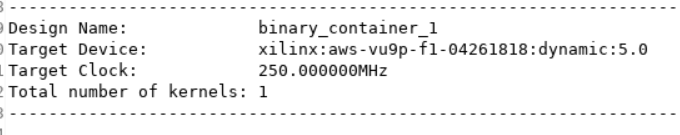 -------------------------------------------------------------------
Design Name:             binary_container_1
Target Device:           xilinx:aws-vu9p-f1-04261818:dynamic:5.0
Target Clock:            250.000000MHz
Total number of kernels: 1
-------------------------------------------------------------------